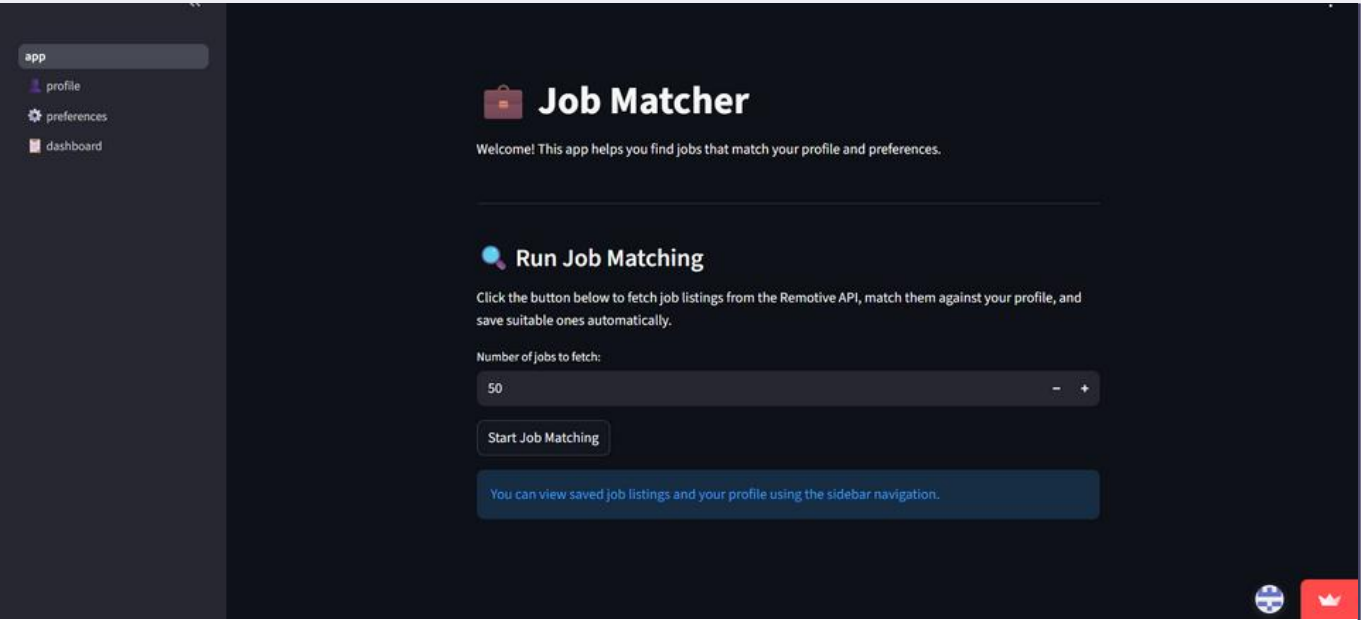 app
profile
preferences
dashboard
Job Matcher
Welcome! This app helps you find jobs that match your profile and preferences.
Run Job Matching
Click the button below to fetch job listings from the Remotive API, match them against your profile, and
save suitable ones automatically.
Number of jobs to fetch:
50
Start Job Matching
You can view saved job listings and your profile using the sidebar navigation.